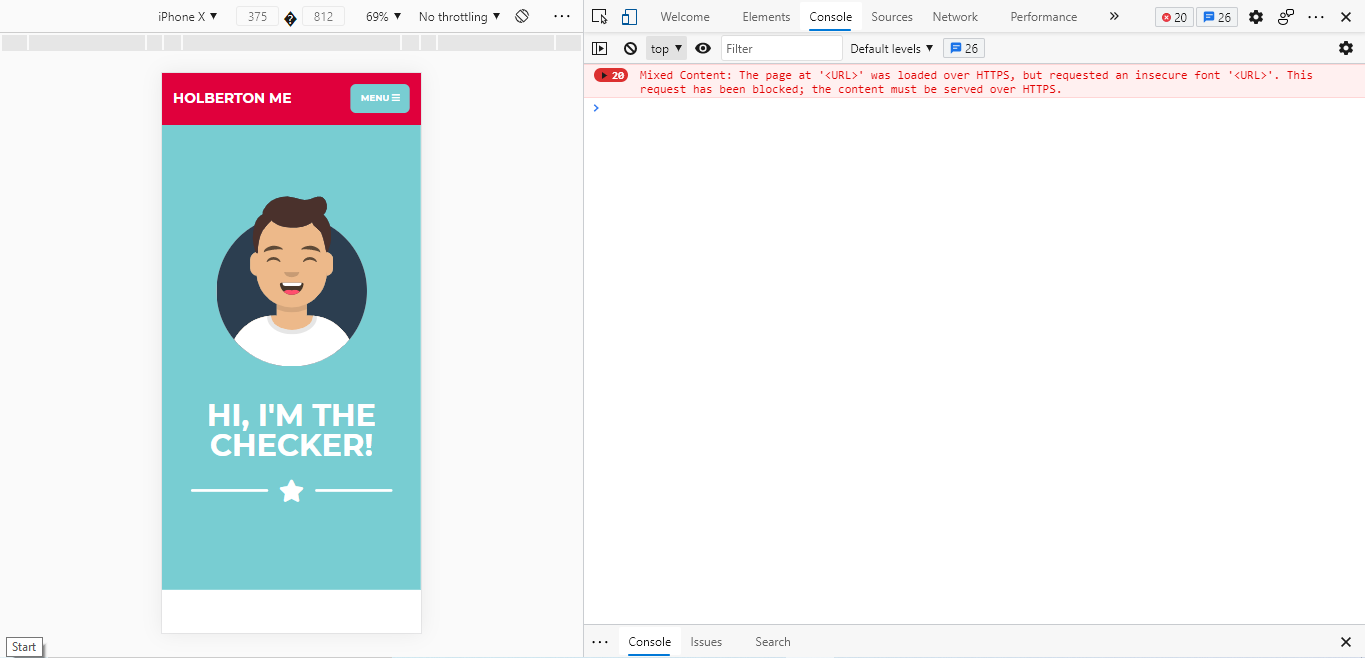 iPhone X ▼ 375 812 69% ▼ No throttling ▼
Welcome Elements Console Sources Network Performance 20 26
top ▼ Filter Default levels ▼ 26
20 Mixed Content: The page at '<URL>' was loaded over HTTPS, but requested an insecure font '<URL>'. This
request has been blocked; the content must be served over HTTPS.
HOLBERTON ME MENU
HI, I'M THE
CHECKER!
Start
Console Issues Search